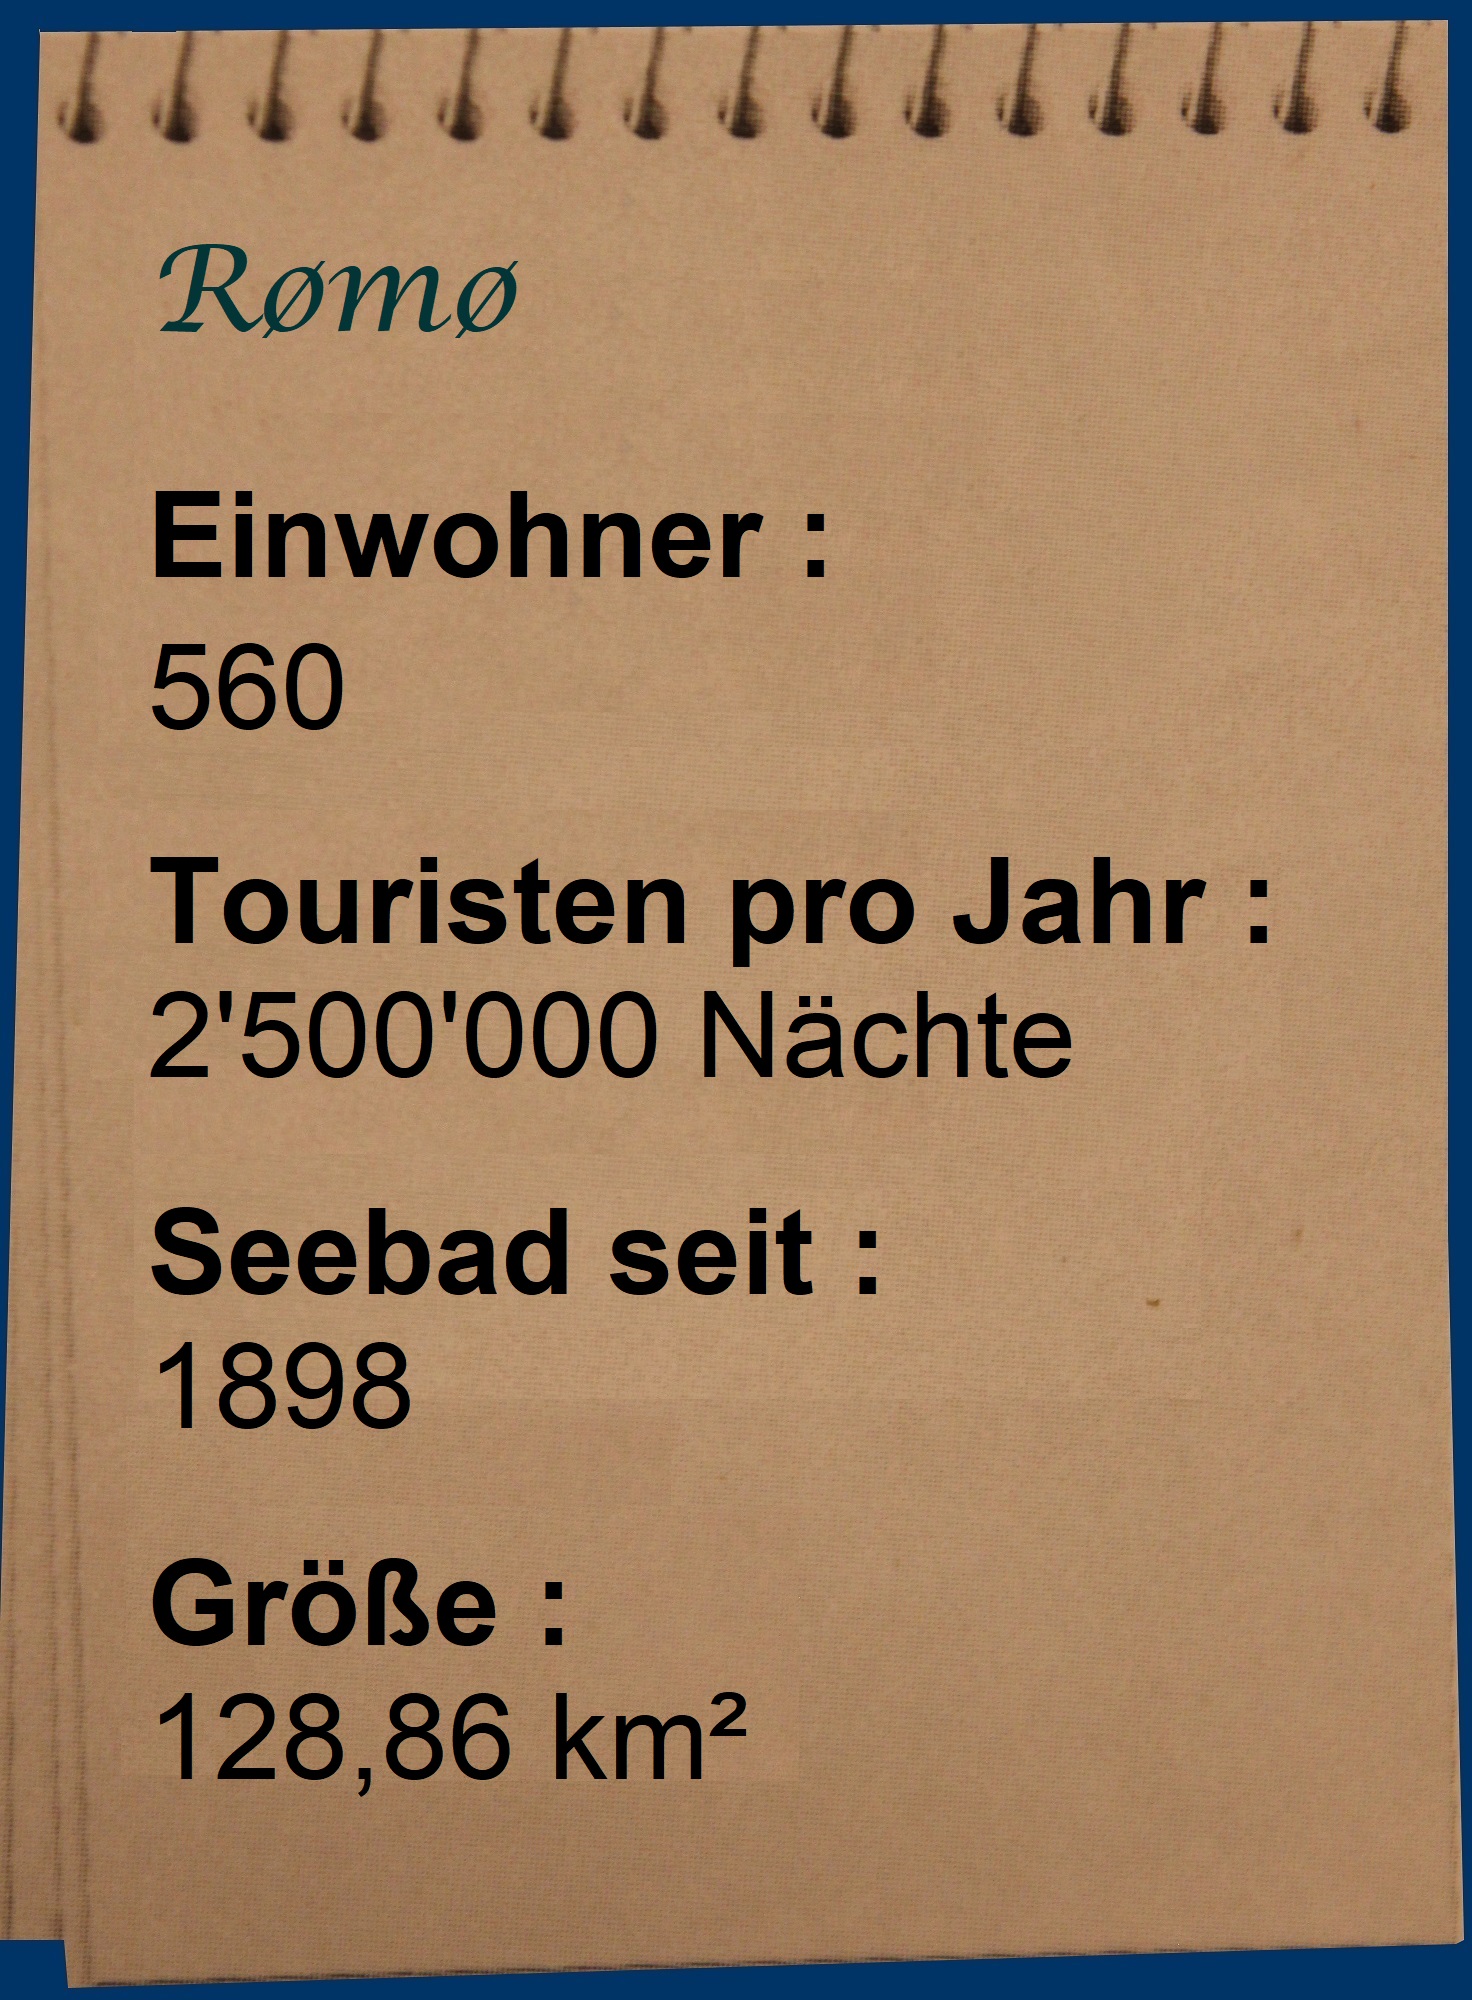 Rømø
Einwohner :
560
Touristen pro Jahr :
2'500'000 Nächte
Seebad seit :
1898
Größe :
128,86 km²